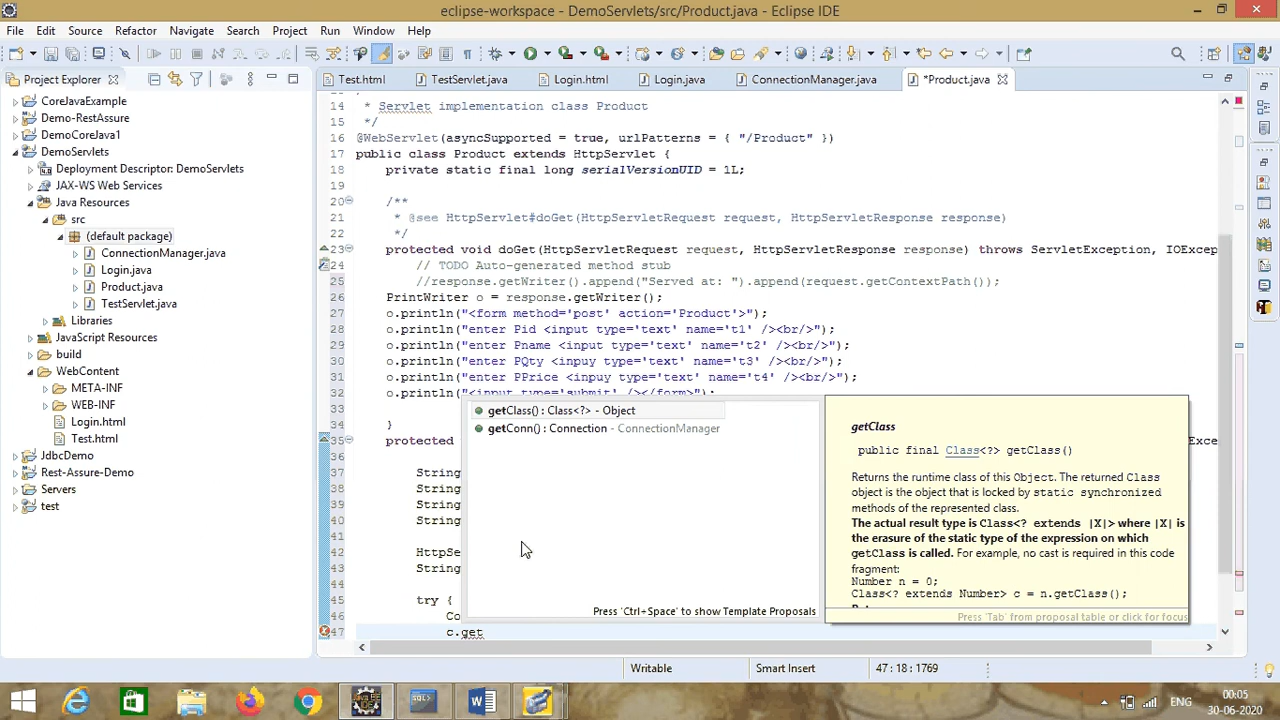 eclipse-workspace - DemoServlets/src/Product.java - Eclipse IDE
File Edit Source Refactor Navigate Search Project Run Window Help
Project Explorer
Test.html TestServlet.java Login.html Login.java ConnectionManager.java *Product.java
CoreJavaExample
Demo-RestAssure
DemoCoreJava1
DemoServlets
Deployment Descriptor: DemoServlets
JAX-WS Web Services
Java Resources
src
(default package)
ConnectionManager.java
Login.java
Product.java
TestServlet.java
Libraries
JavaScript Resources
build
WebContent
META-INF
WEB-INF
Login.html
Test.html
JdbcDemo
Rest-Assure-Demo
Servers
test
14 * Servlet implementation class Product
15 */
16 @WebServlet(asyncSupported = true, urlPatterns = { "/Product" })
17 public class Product extends HttpServlet {
18 private static final long serialVersionUID = 1L;
19
20 /**
21 * @see HttpServlet#doGet(HttpServletRequest request, HttpServletResponse response)
22 */
23 protected void doGet(HttpServletRequest request, HttpServletResponse response) throws ServletException, IOExcep
24 // TODO Auto-generated method stub
25 //response.getWriter().append("Served at: ").append(request.getContextPath());
26 PrintWriter o = response.getWriter();
27 o.println("<form method='post' action='Product'>");
28 o.println("enter Pid <input type='text' name='t1' /><br/>");
29 o.println("enter Pname <input type='text' name='t2' /><br/>");
30 o.println("enter PQty <inpuy type='text' name='t3' /><br/>");
31 o.println("enter PPrice <inpuy type='text' name='t4' /><br/>");
32 o.println("<input type='submit' /></form>");
33
34 }
35 protected
37 String
38 String
39 String
40 String
41
42 HttpSe
43 String
44
45 try {
46 Co
47 c.get
getClass() : Class<?> - Object
getConn() : Connection - ConnectionManager
Press 'Ctrl+Space' to show Template Proposals
getClass
public final Class<?> getClass()
Returns the runtime class of this Object. The returned Class
object is the object that is locked by static synchronized
methods of the represented class.
The actual result type is Class<? extends |X|> where |X| is
the erasure of the static type of the expression on which
getClass is called. For example, no cast is required in this code
fragment:
Number n = 0;
Class<? extends Number> c = n.getClass();
Press 'Tab' from proposal table or click for focus
Exce
Writable Smart Insert 47 : 18 : 1769
ENG
00:05
30-06-2020